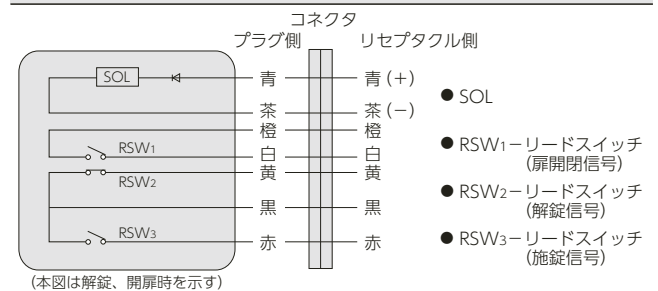 コネクタ
プラグ側 リセプタクル側
SOL 青 青(+)
茶 茶(−)
橙 橙
RSW1 白 白
RSW2 黄 黄
黒 黒
RSW3 赤 赤
(本図は解錠、開扉時を示す)
● SOL
● RSW1−リードスイッチ
(扉開閉信号)
● RSW2−リードスイッチ
(解錠信号)
● RSW3−リードスイッチ
(施錠信号)